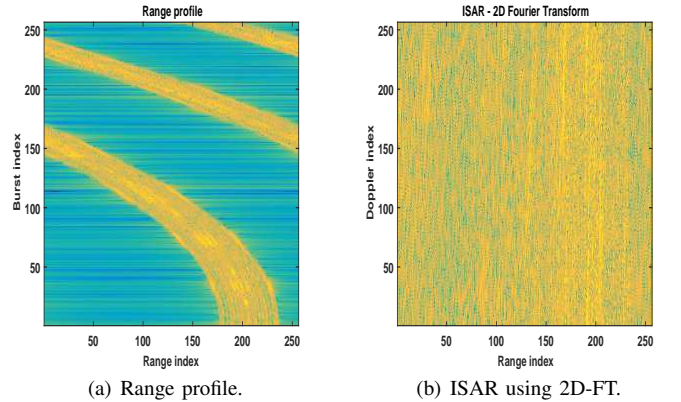 Range profile
250
200
150
100
50
Burst index
50 100 150 200 250
Range index
(a) Range profile.
ISAR - 2D Fourier Transform
250
200
150
100
50
Doppler index
50 100 150 200 250
Range index
(b) ISAR using 2D-FT.